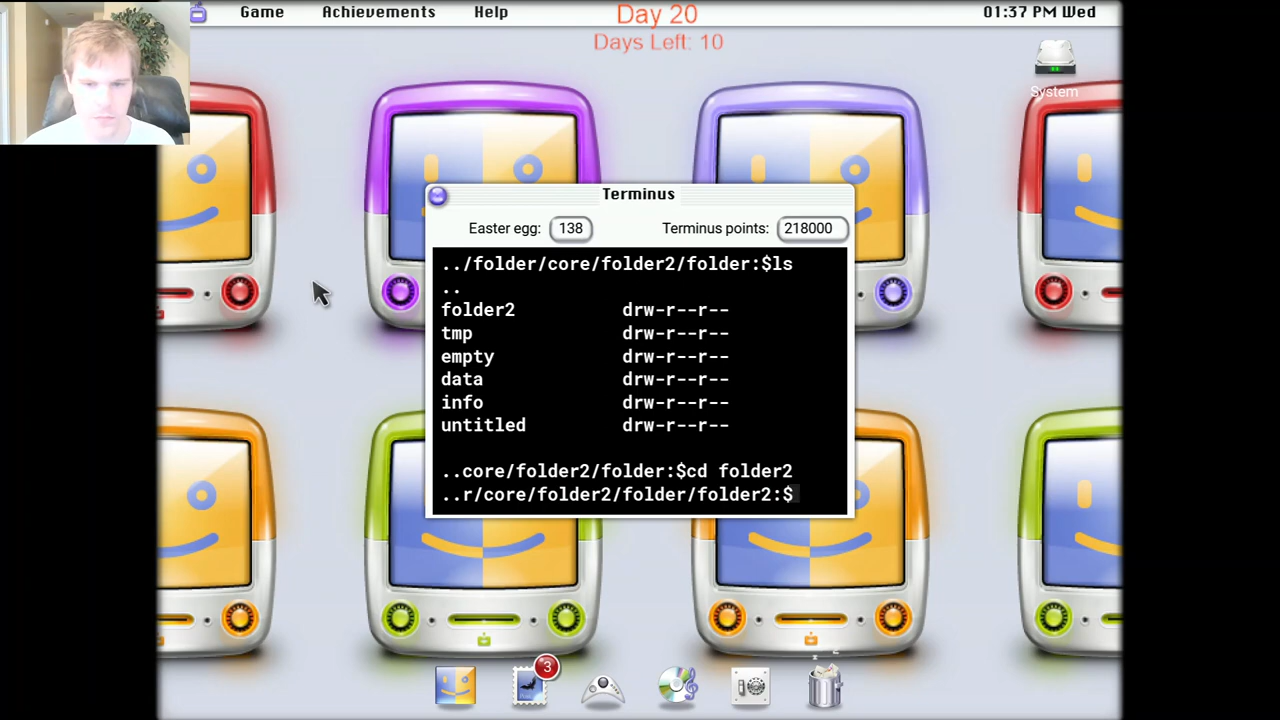 Game Achievements Help Day 20 01:37 PM Wed
Days Left: 10
System
Terminus
Easter egg: 138 Terminus points: 218000
../folder/core/folder2/folder:$ls
..
folder2 drw-r--r--
tmp drw-r--r--
empty drw-r--r--
data drw-r--r--
info drw-r--r--
untitled drw-r--r--
..core/folder2/folder:$cd folder2
..r/core/folder2/folder/folder2:$
3